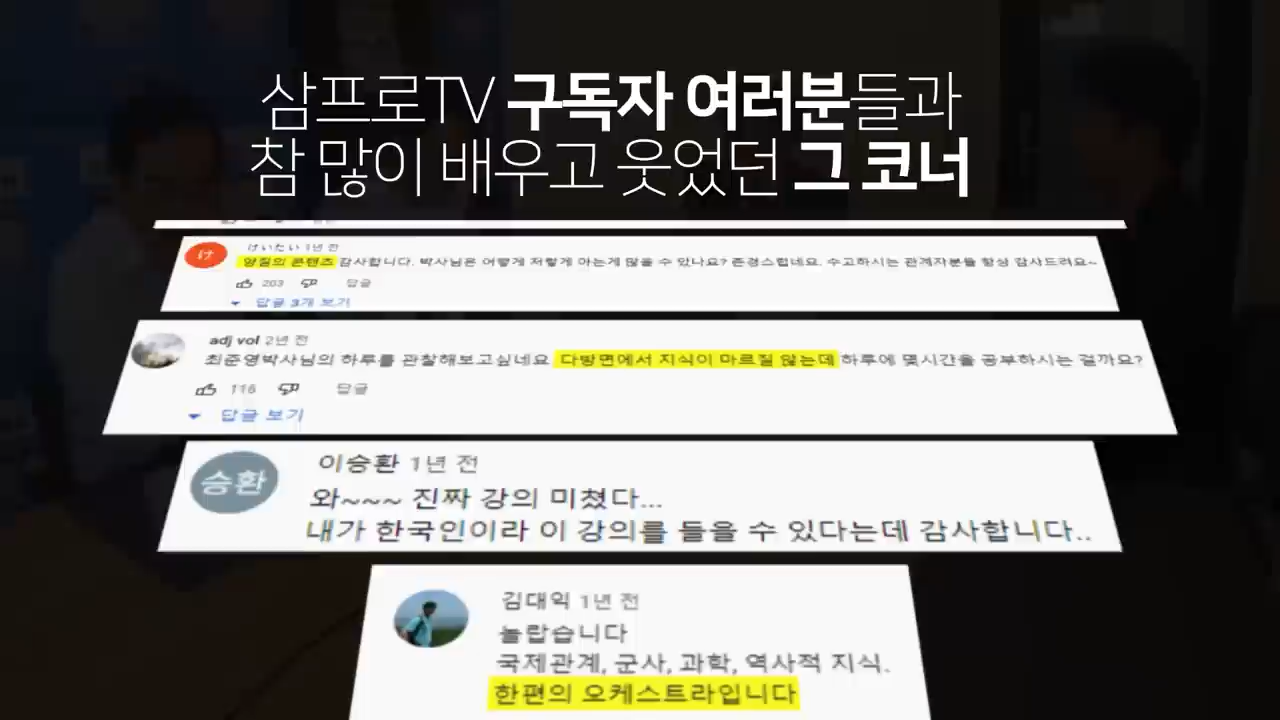 삼프로TV 구독자 여러분들과
참 많이 배우고 웃었던 그 코너
け
けいたい 1년 전
양질의 콘텐츠 감사합니다. 박사님은 어떻게 저렇게 아는게 많을 수 있나요? 존경스럽네요. 수고하시는 관계자분들 항상 감사드려요~
203 답글
답글 3개 보기
adj vol 2년 전
최준영박사님의 하루를 관찰해보고싶네요 다방면에서 지식이 마르질 않는데 하루에 몇시간을 공부하시는 걸까요?
116 답글
답글 보기
승환
이승환 1년 전
와~~~ 진짜 강의 미쳤다...
내가 한국인이라 이 강의를 들을 수 있다는데 감사합니다..
김대익 1년 전
놀랍습니다
국제관계, 군사, 과학, 역사적 지식.
한편의 오케스트라입니다